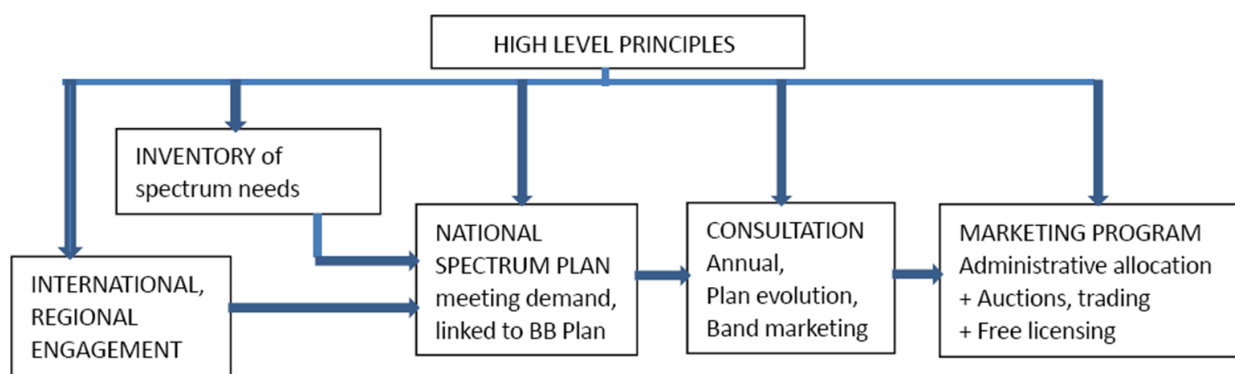 HIGH LEVEL PRINCIPLES
INVENTORY of
spectrum needs
INTERNATIONAL,
REGIONAL
ENGAGEMENT
NATIONAL
SPECTRUM PLAN
meeting demand,
linked to BB Plan
CONSULTATION
Annual,
Plan evolution,
Band marketing
MARKETING PROGRAM
Administrative allocation
+ Auctions, trading
+ Free licensing